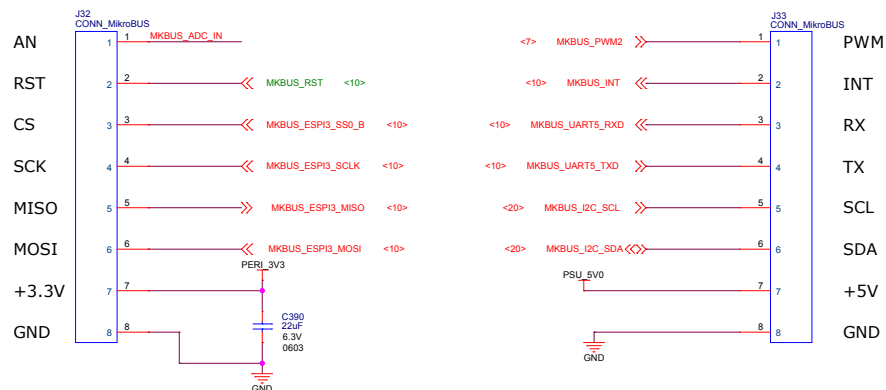 J32
CONN_MikroBUS
AN 1 1 MKBUS_ADC_IN
RST 2 2 MKBUS_RST <10>
CS 3 3 MKBUS_ESPI3_SS0_B <10>
SCK 4 4 MKBUS_ESPI3_SCLK <10>
MISO 5 5 MKBUS_ESPI3_MISO <10>
MOSI 6 6 MKBUS_ESPI3_MOSI <10>
PERI_3V3
+3.3V 7 7
C390
22uF
6.3V
0603
GND 8 8
GND
J33
CONN_MikroBUS
<7> MKBUS_PWM2 1 1 PWM
<10> MKBUS_INT 2 2 INT
<10> MKBUS_UART5_RXD 3 3 RX
<10> MKBUS_UART5_TXD 4 4 TX
<20> MKBUS_I2C_SCL 5 5 SCL
<20> MKBUS_I2C_SDA 6 6 SDA
PSU_5V0
7 7 +5V
8 8 GND
GND